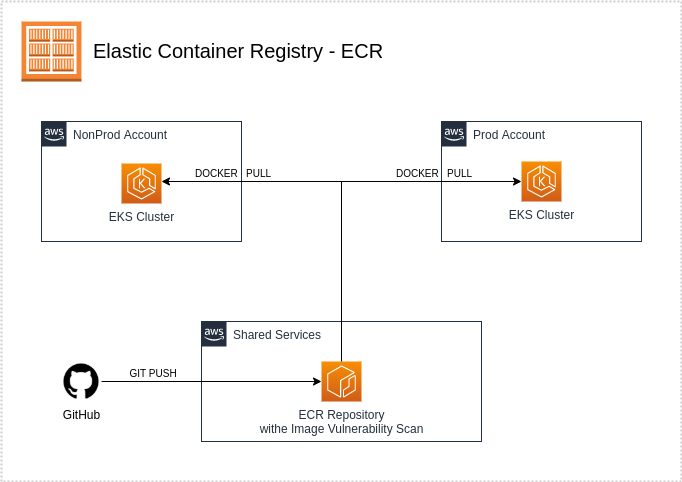 Elastic Container Registry - ECR
aws NonProd Account
aws Prod Account
DOCKER PULL
DOCKER PULL
EKS Cluster
EKS Cluster
aws Shared Services
GIT PUSH
GitHub
ECR Repository
withe Image Vulnerability Scan